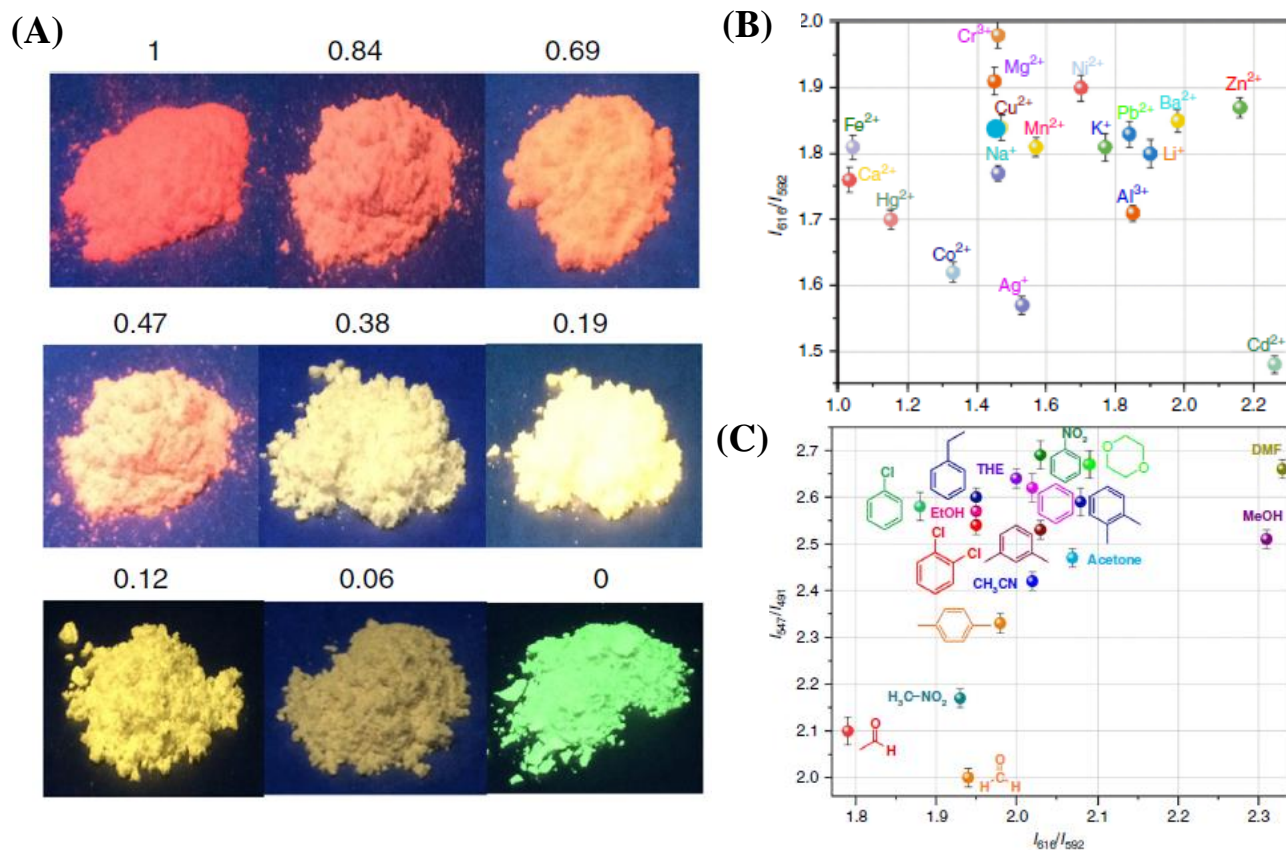 (A)
1 0.84 0.69
0.47 0.38 0.19
0.12 0.06 0
(B)
I616/I592
2.0
1.9
1.8
1.7
1.6
1.5
Cr³⁺
Mg²⁺
Ni²⁺
Zn²⁺
Cu²⁺
Pb²⁺
Ba²⁺
Fe²⁺
Mn²⁺
K⁺
Na⁺
Li⁺
Ca²⁺
Hg²⁺
Al³⁺
Co²⁺
Ag⁺
Cd²⁺
1.0 1.2 1.4 1.6 1.8 2.0 2.2
(C)
I547/I491
2.7
2.6
2.5
2.4
2.3
2.2
2.1
2.0
NO₂
O
O
DMF
Cl
THE
EtOH
MeOH
Cl
Cl
Acetone
CH₃CN
H₃C–NO₂
O
H
O
C
H H
1.8 1.9 2.0 2.1 2.2 2.3
I616/I592